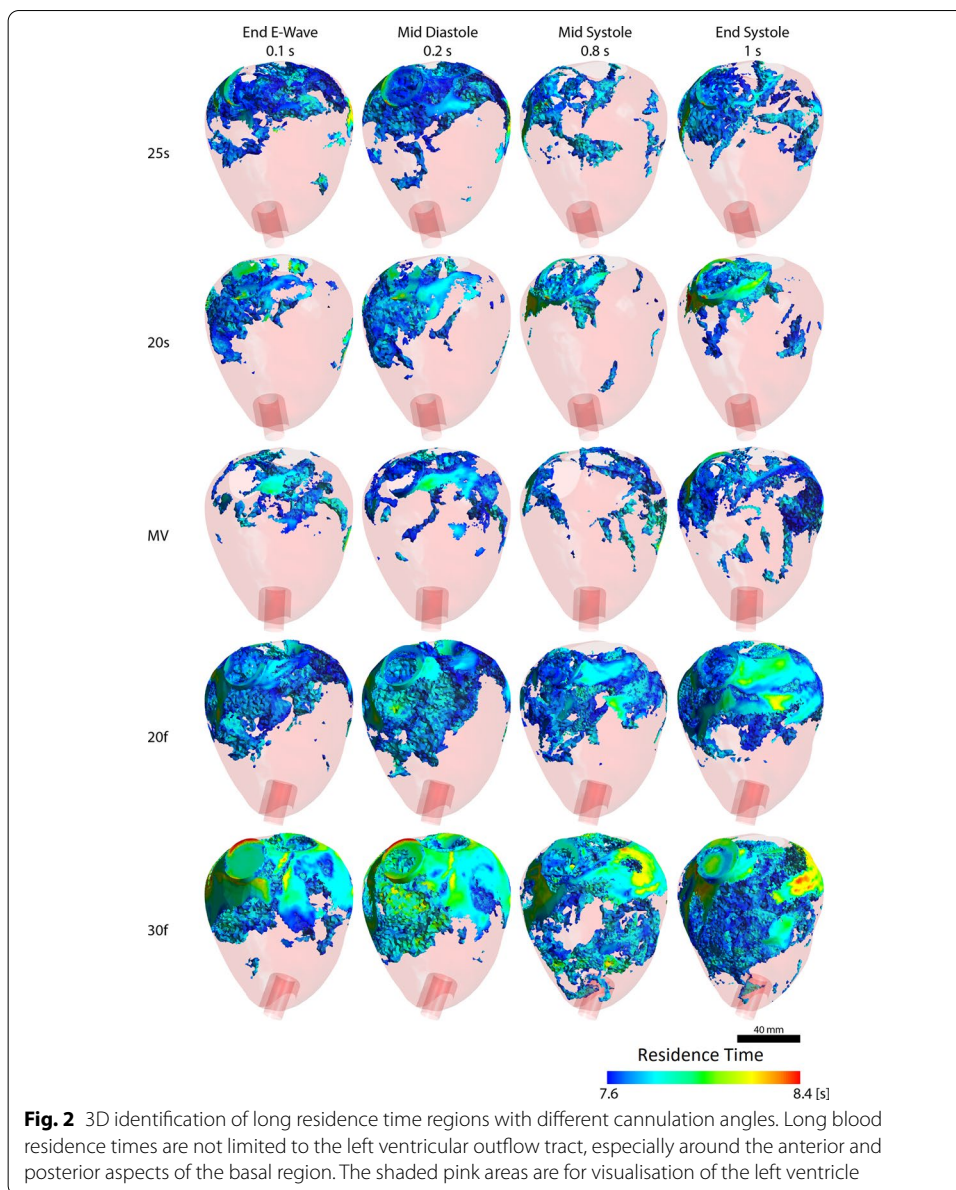 End E-Wave Mid Diastole Mid Systole End Systole
0.1 s 0.2 s 0.8 s 1 s
25s
20s
MV
20f
30f
40 mm
Residence Time
7.6 8.4 [s]
Fig. 2 3D identification of long residence time regions with different cannulation angles. Long blood
residence times are not limited to the left ventricular outflow tract, especially around the anterior and
posterior aspects of the basal region. The shaded pink areas are for visualisation of the left ventricle